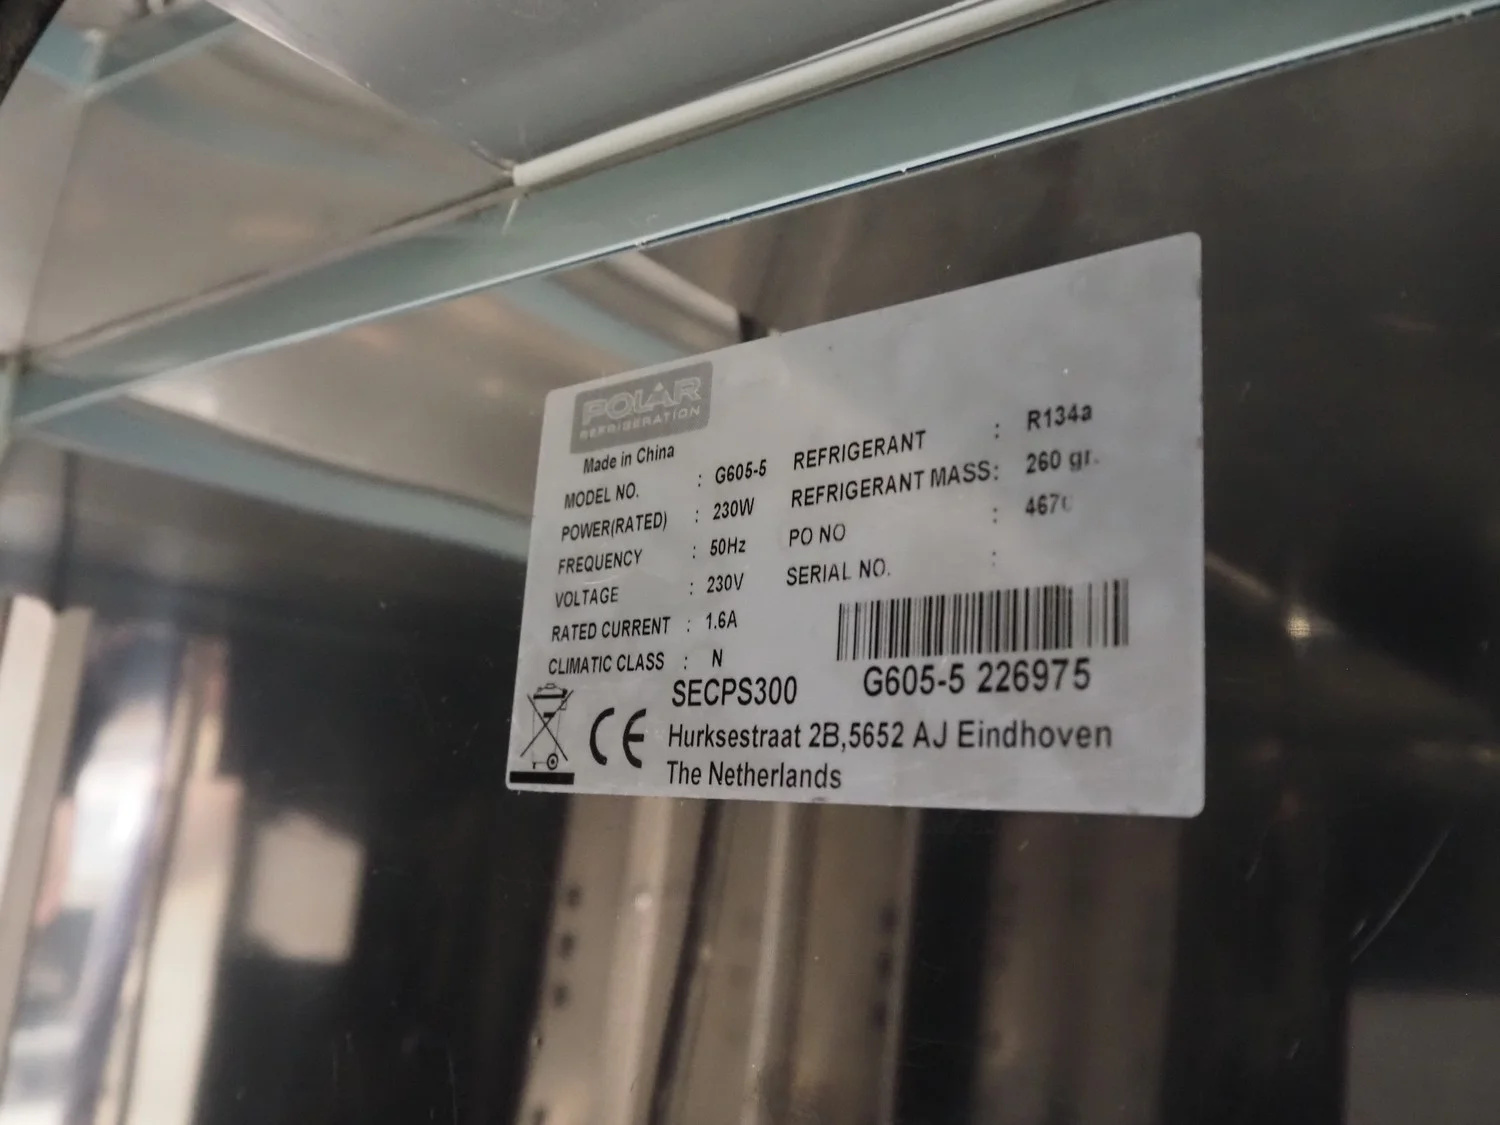 POLAR
REFRIGERATION
Made in China
MODEL NO. : G605-5
POWER(RATED) : 230W
FREQUENCY : 50Hz
VOLTAGE : 230V
RATED CURRENT : 1.6A
CLIMATIC CLASS : N
REFRIGERANT : R134a
REFRIGERANT MASS: 260 gr.
PO NO :
SERIAL NO. :
G605-5 226975
SECPS300
CE
Hurksestraat 2B,5652 AJ Eindhoven
The Netherlands